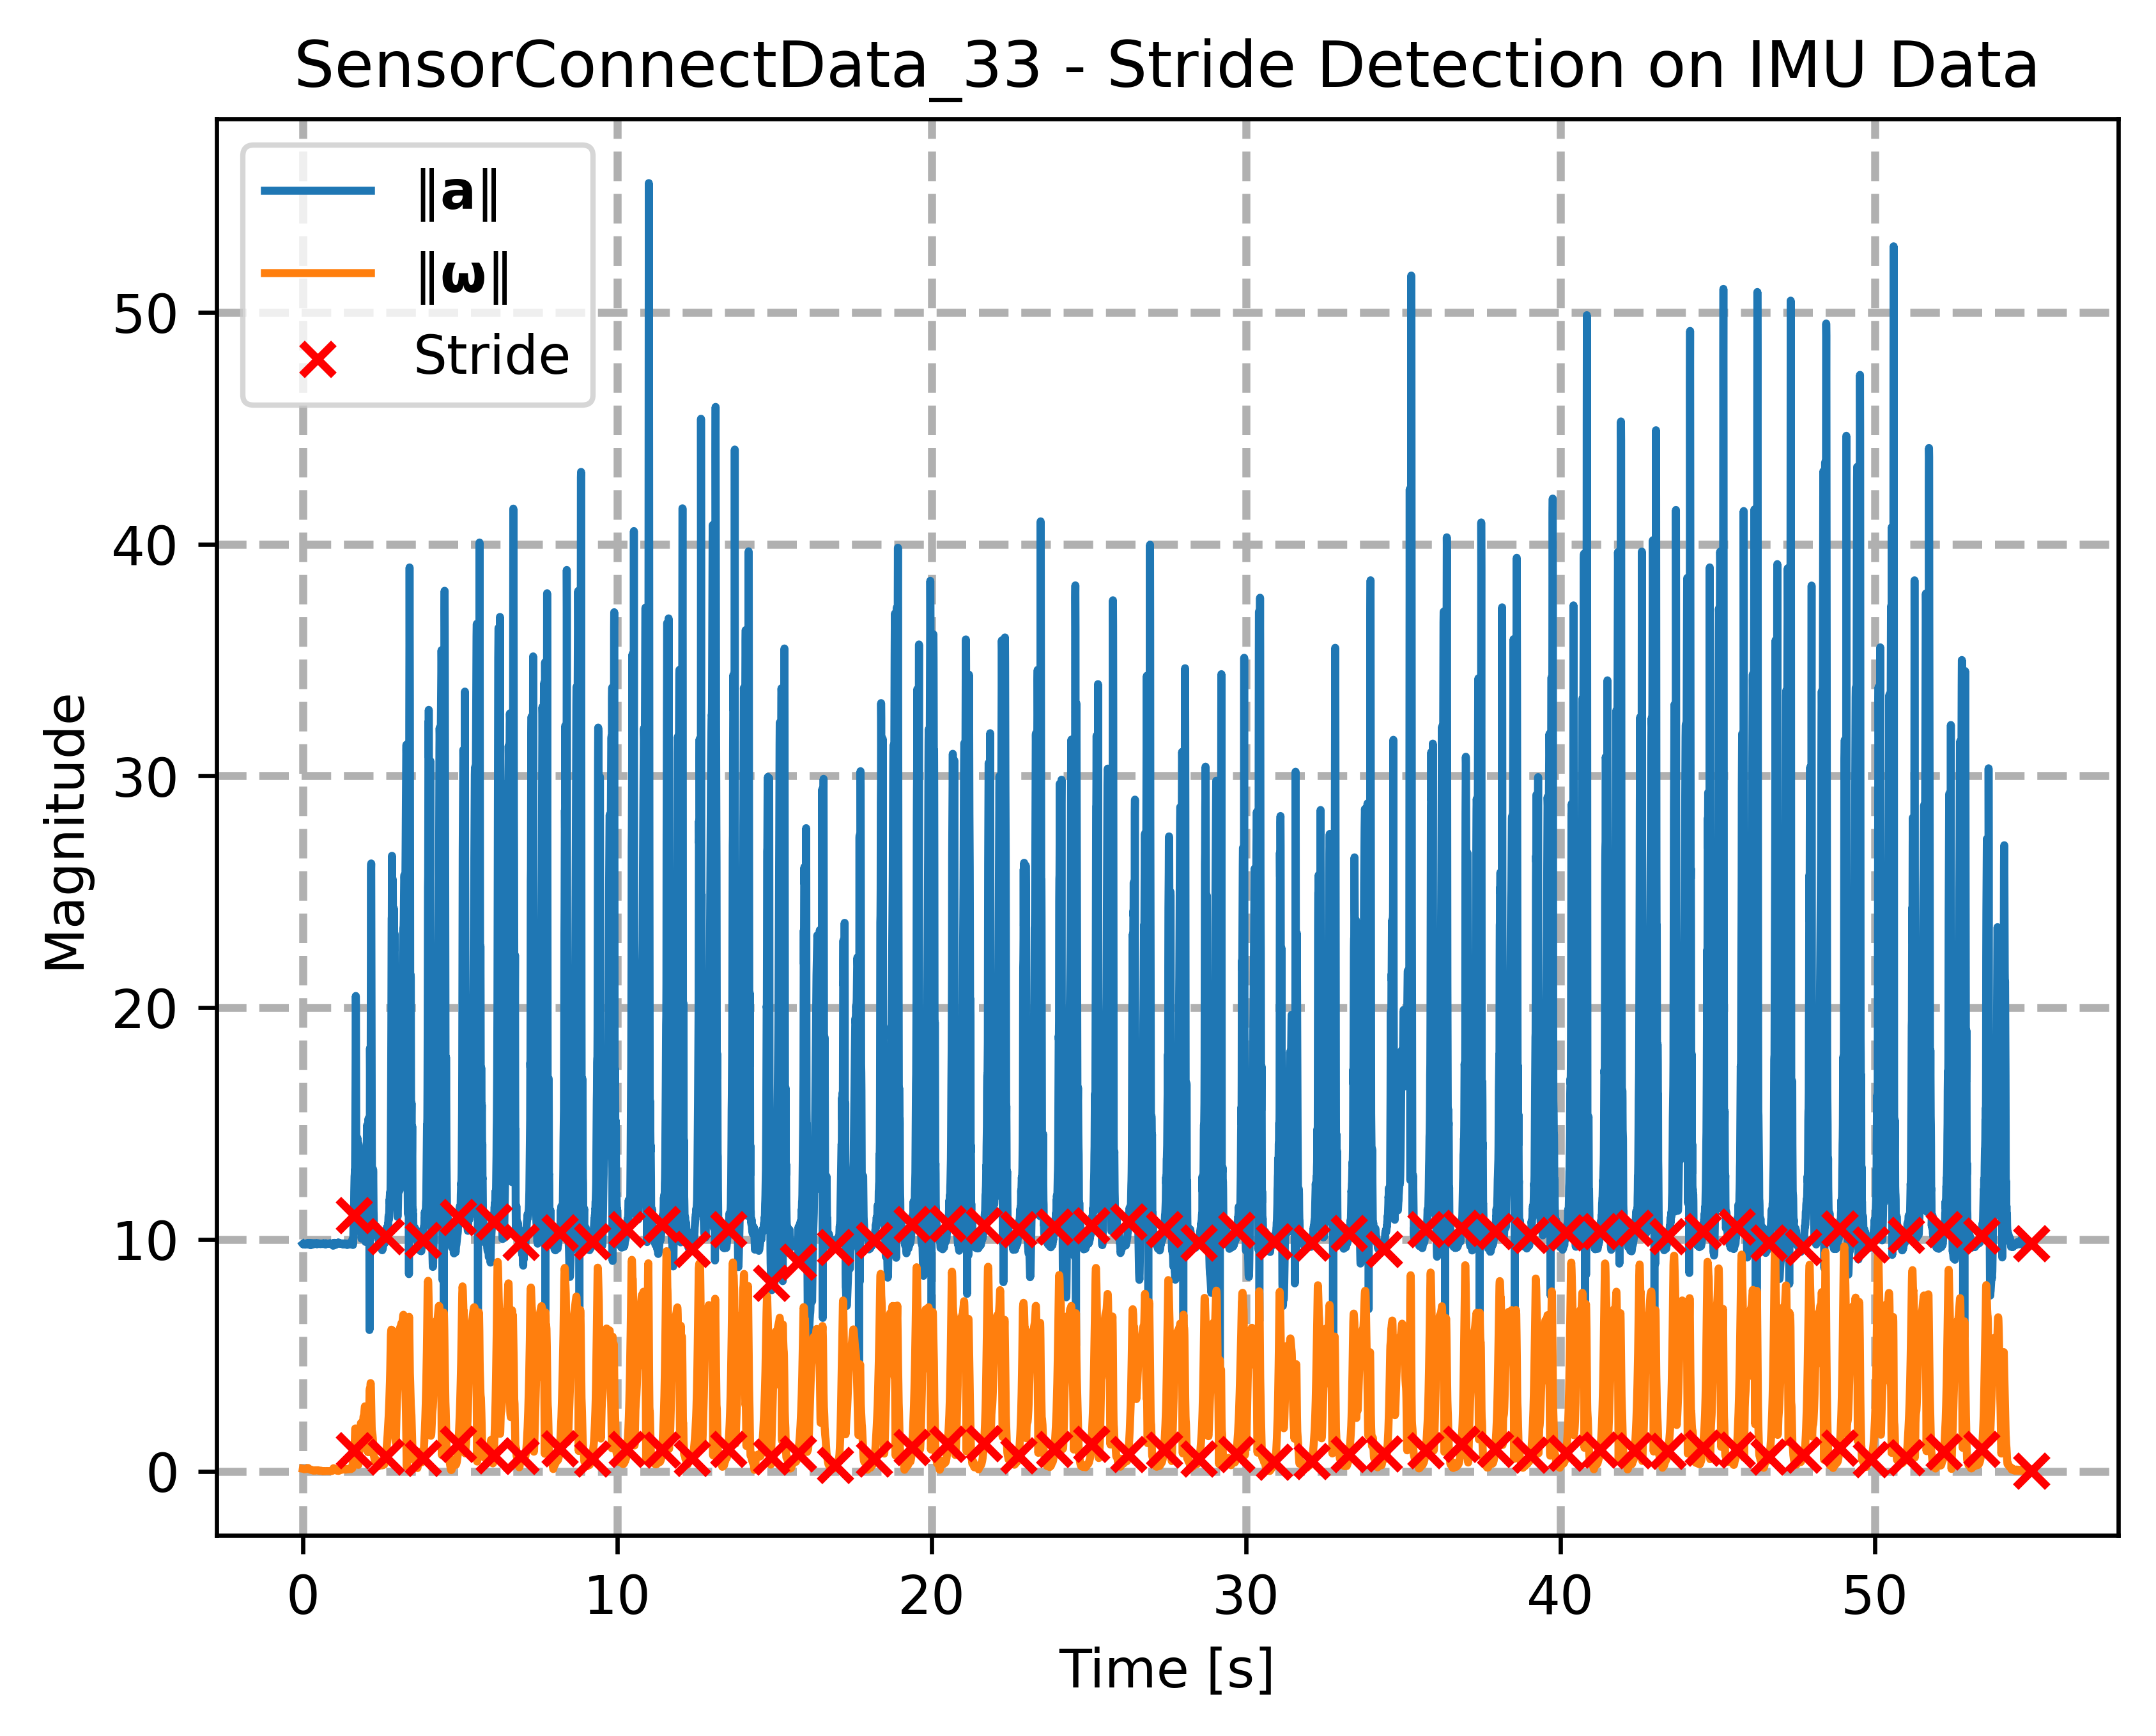 SensorConnectData_33 - Stride Detection on IMU Data
‖a‖
‖ω‖
Stride
Magnitude
50
40
30
20
10
0
0 10 20 30 40 50
Time [s]